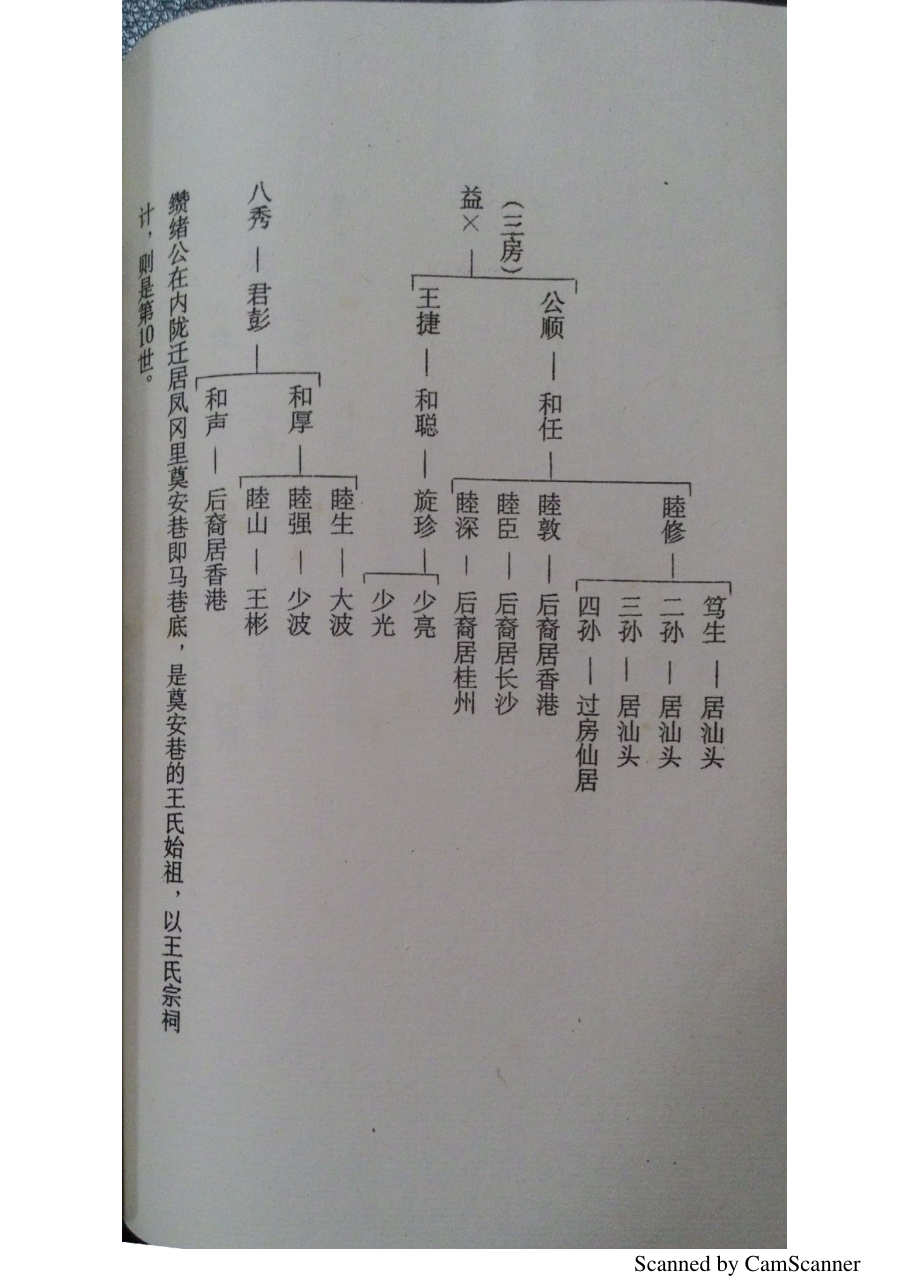 （三房）
益×
公顺 — 和任
睦修
笃生 — 居汕头
二孙 — 居汕头
三孙 — 居汕头
四孙 — 过房仙居
睦敦 — 后裔居香港
睦臣 — 后裔居长沙
睦深 — 后裔居桂州
王捷 — 和聪 — 旋珍
少亮
少光
八秀 — 君彭
和厚
睦生 — 大波
睦强 — 少波
睦山 — 王彬
和声 — 后裔居香港
缵绪公在内陇迁居凤冈里奠安巷即马巷底，是奠安巷的王氏始祖，以王氏宗祠
计，则是第10世。
Scanned by CamScanner